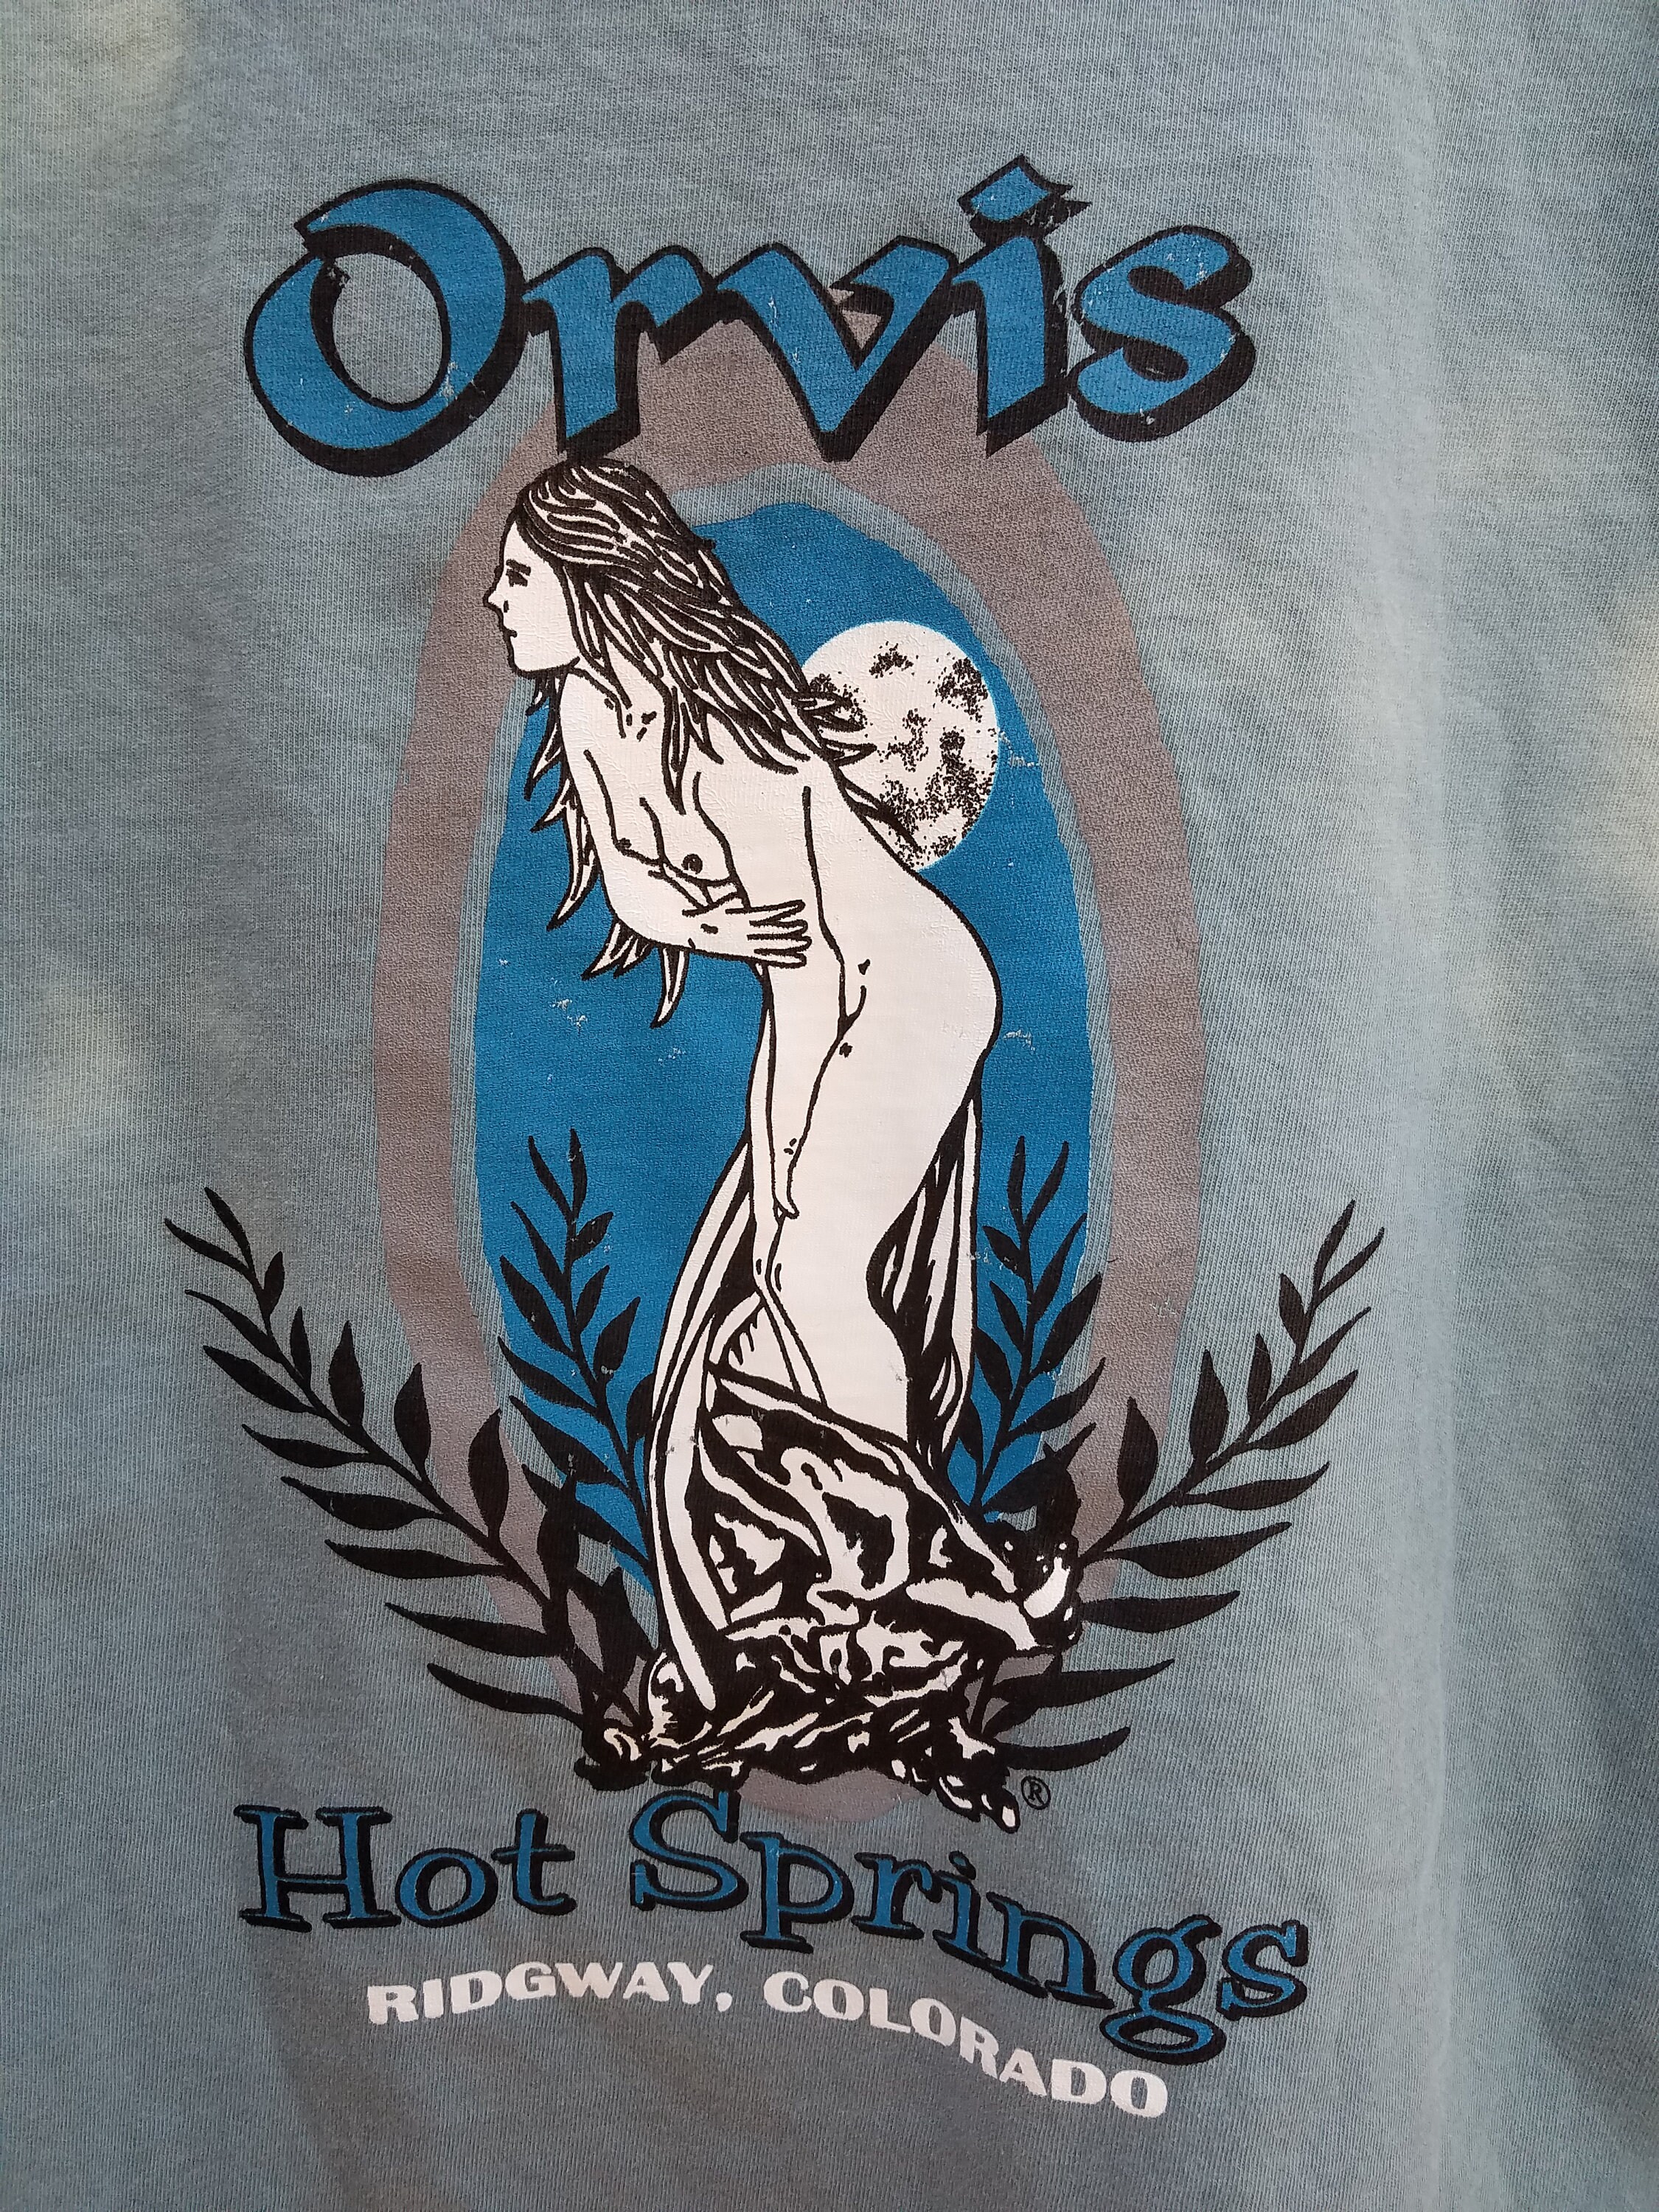 Orvis
®
Hot Springs
RIDGWAY, COLORADO